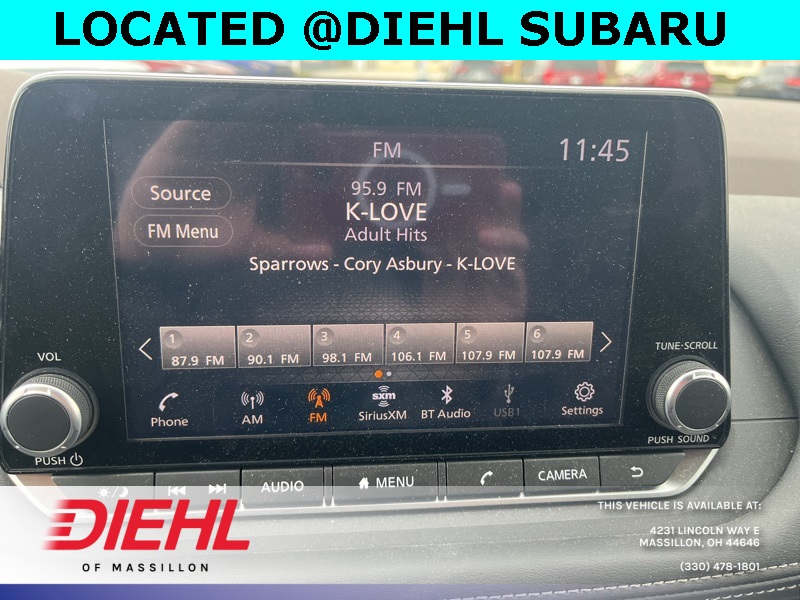 LOCATED @DIEHL SUBARU
FM
11:45
Source
95.9 FM
K-LOVE
FM Menu
Adult Hits
Sparrows - Cory Asbury - K-LOVE
1 2 3 4 5 6
87.9 FM 90.1 FM 98.1 FM 106.1 FM 107.9 FM 107.9 FM
VOL
TUNE·SCROLL
sxm
Phone AM FM SiriusXM BT Audio USB1 Settings
PUSH
PUSH SOUND
AUDIO MENU CAMERA
THIS VEHICLE IS AVAILABLE AT:
DIEHL
OF MASSILLON
4231 LINCOLN WAY E
MASSILLON, OH 44646
(330) 478-1801